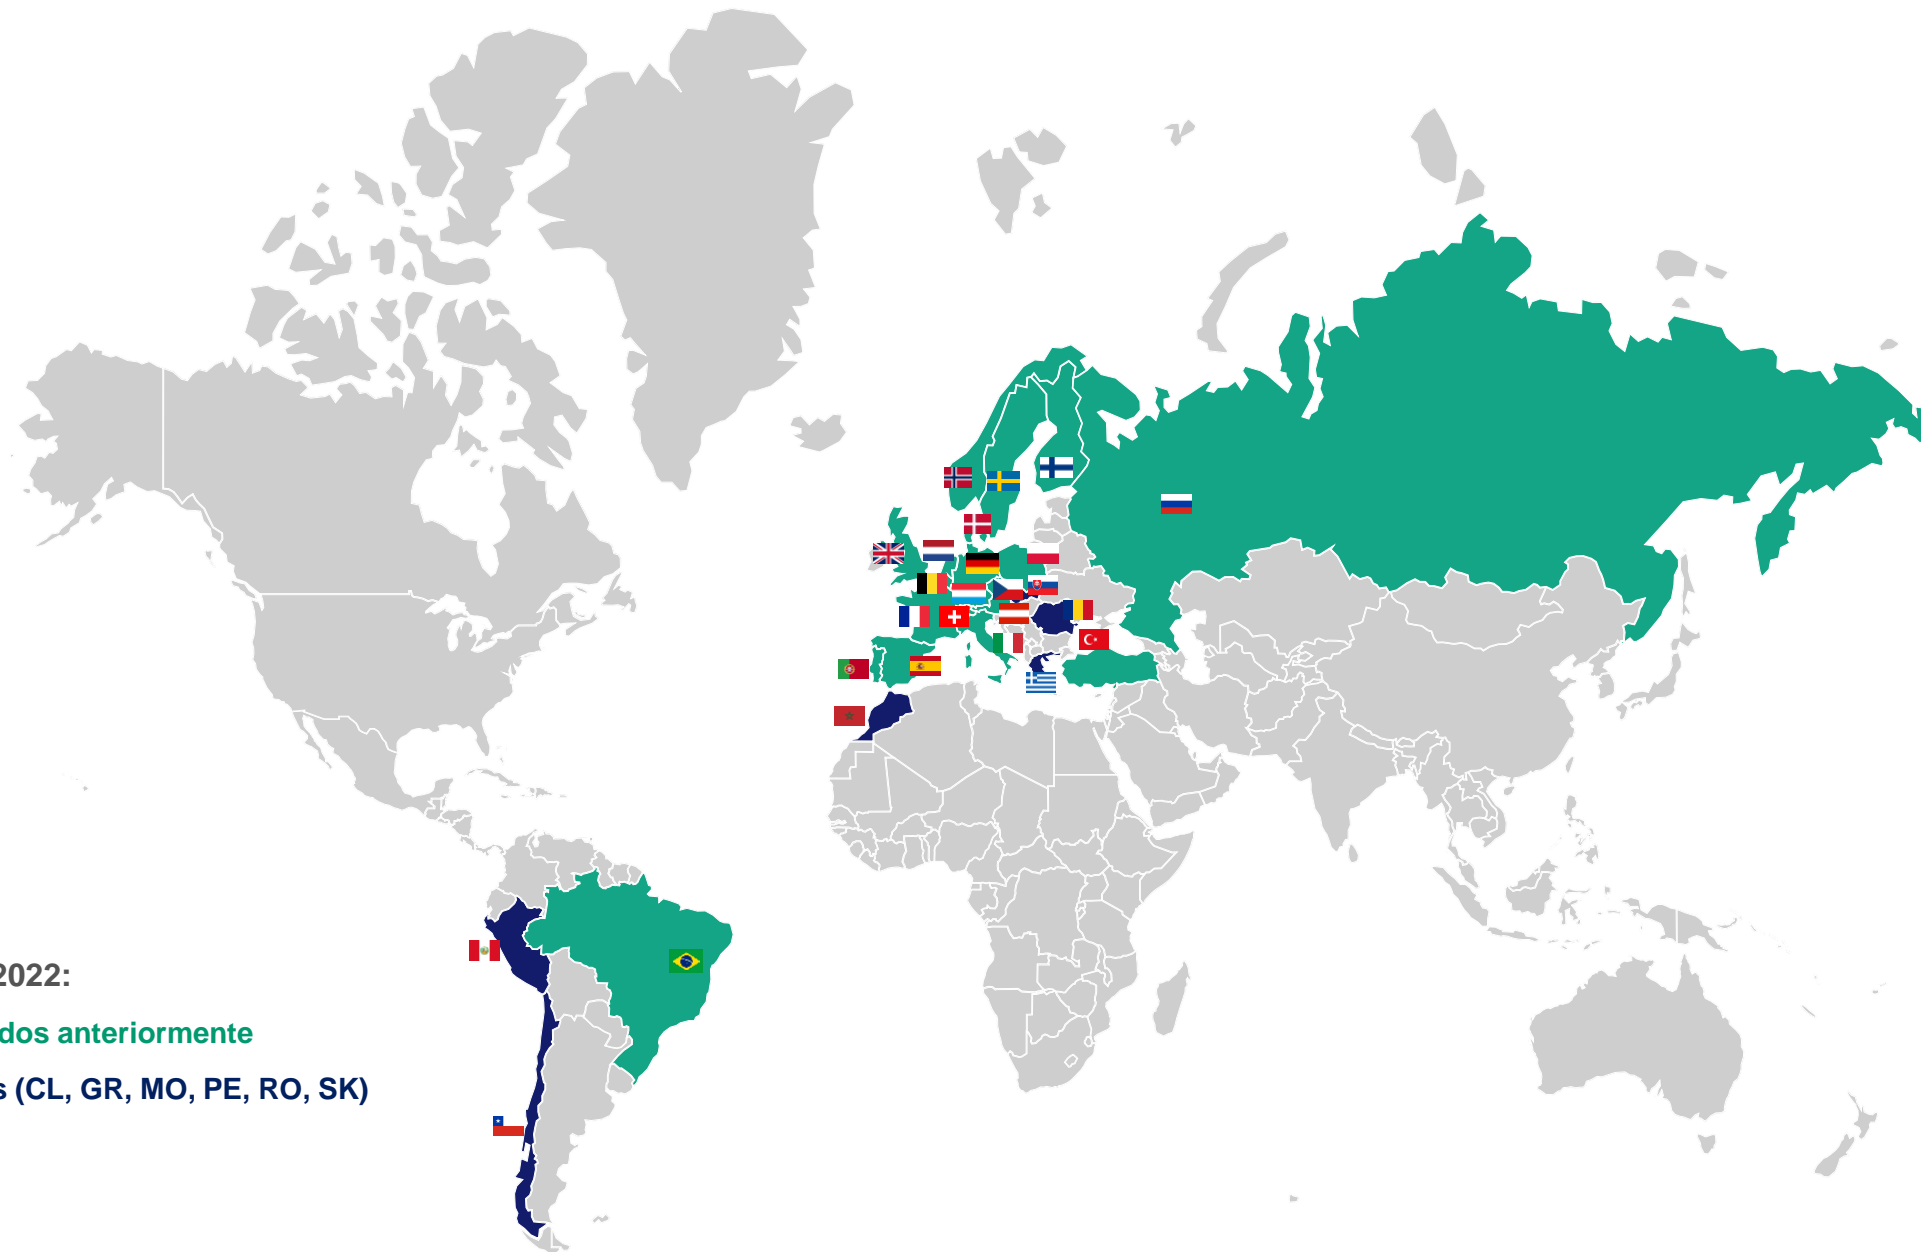 2022:
dos anteriormente
s (CL, GR, MO, PE, RO, SK)